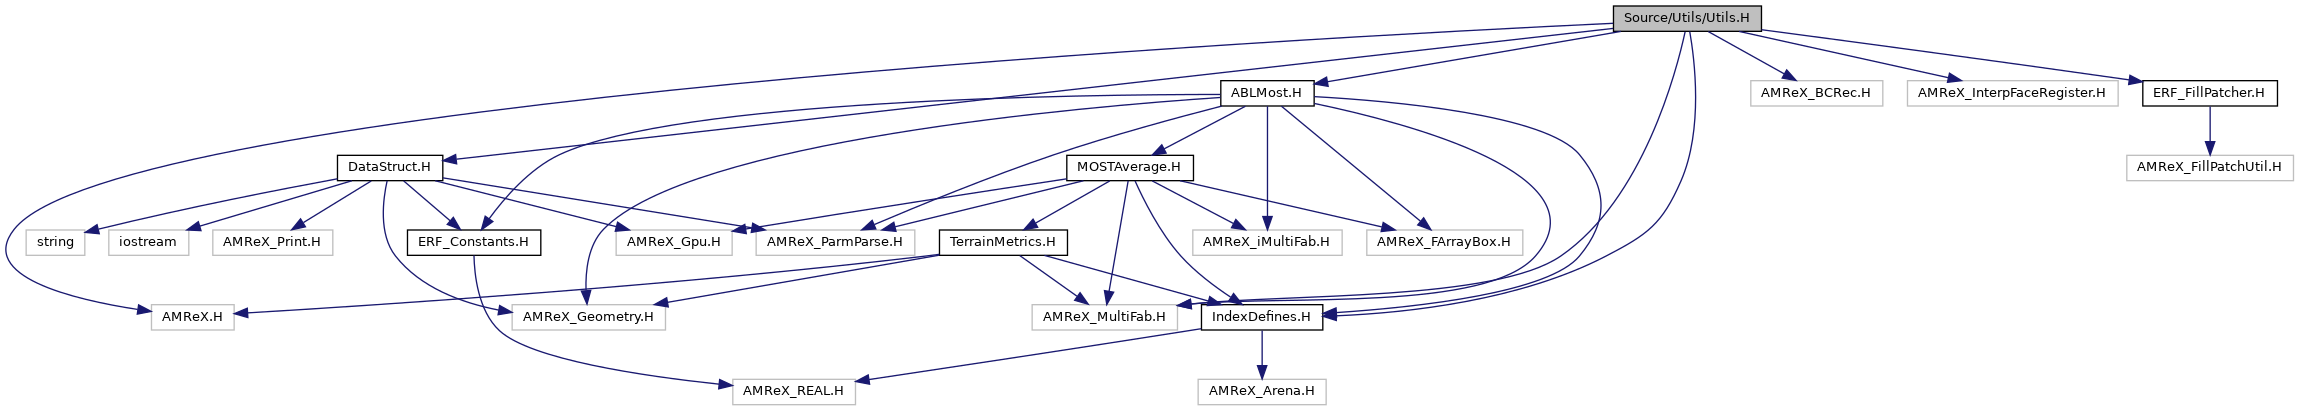 Source/Utils/Utils.H
ABLMost.H
AMReX_BCRec.H
AMReX_InterpFaceRegister.H
ERF_FillPatcher.H
DataStruct.H
MOSTAverage.H
AMReX_FillPatchUtil.H
string
iostream
AMReX_Print.H
ERF_Constants.H
AMReX_Gpu.H
AMReX_ParmParse.H
TerrainMetrics.H
AMReX_iMultiFab.H
AMReX_FArrayBox.H
AMReX.H
AMReX_Geometry.H
AMReX_MultiFab.H
IndexDefines.H
AMReX_REAL.H
AMReX_Arena.H